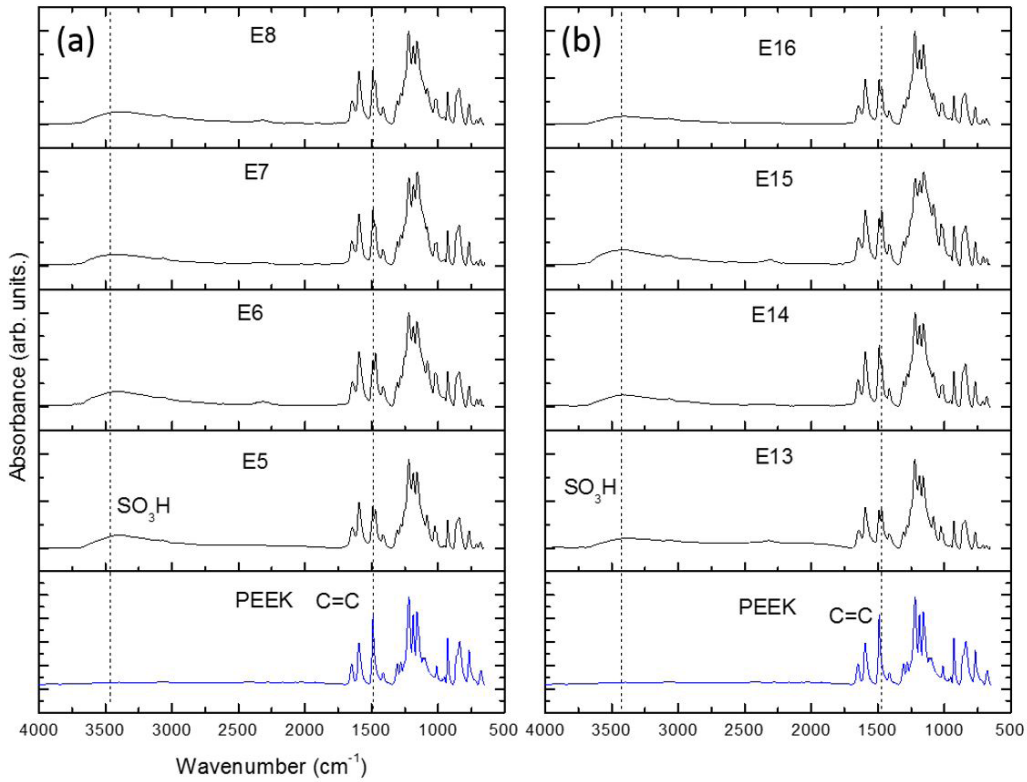 (a)
E8
E7
E6
E5
SO3H
PEEK C=C
4000 3500 3000 2500 2000 1500 1000 500
(b)
E16
E15
E14
E13
SO3H
PEEK C=C
4000 3500 3000 2500 2000 1500 1000 500
Absorbance (arb. units.)
Wavenumber (cm-1)